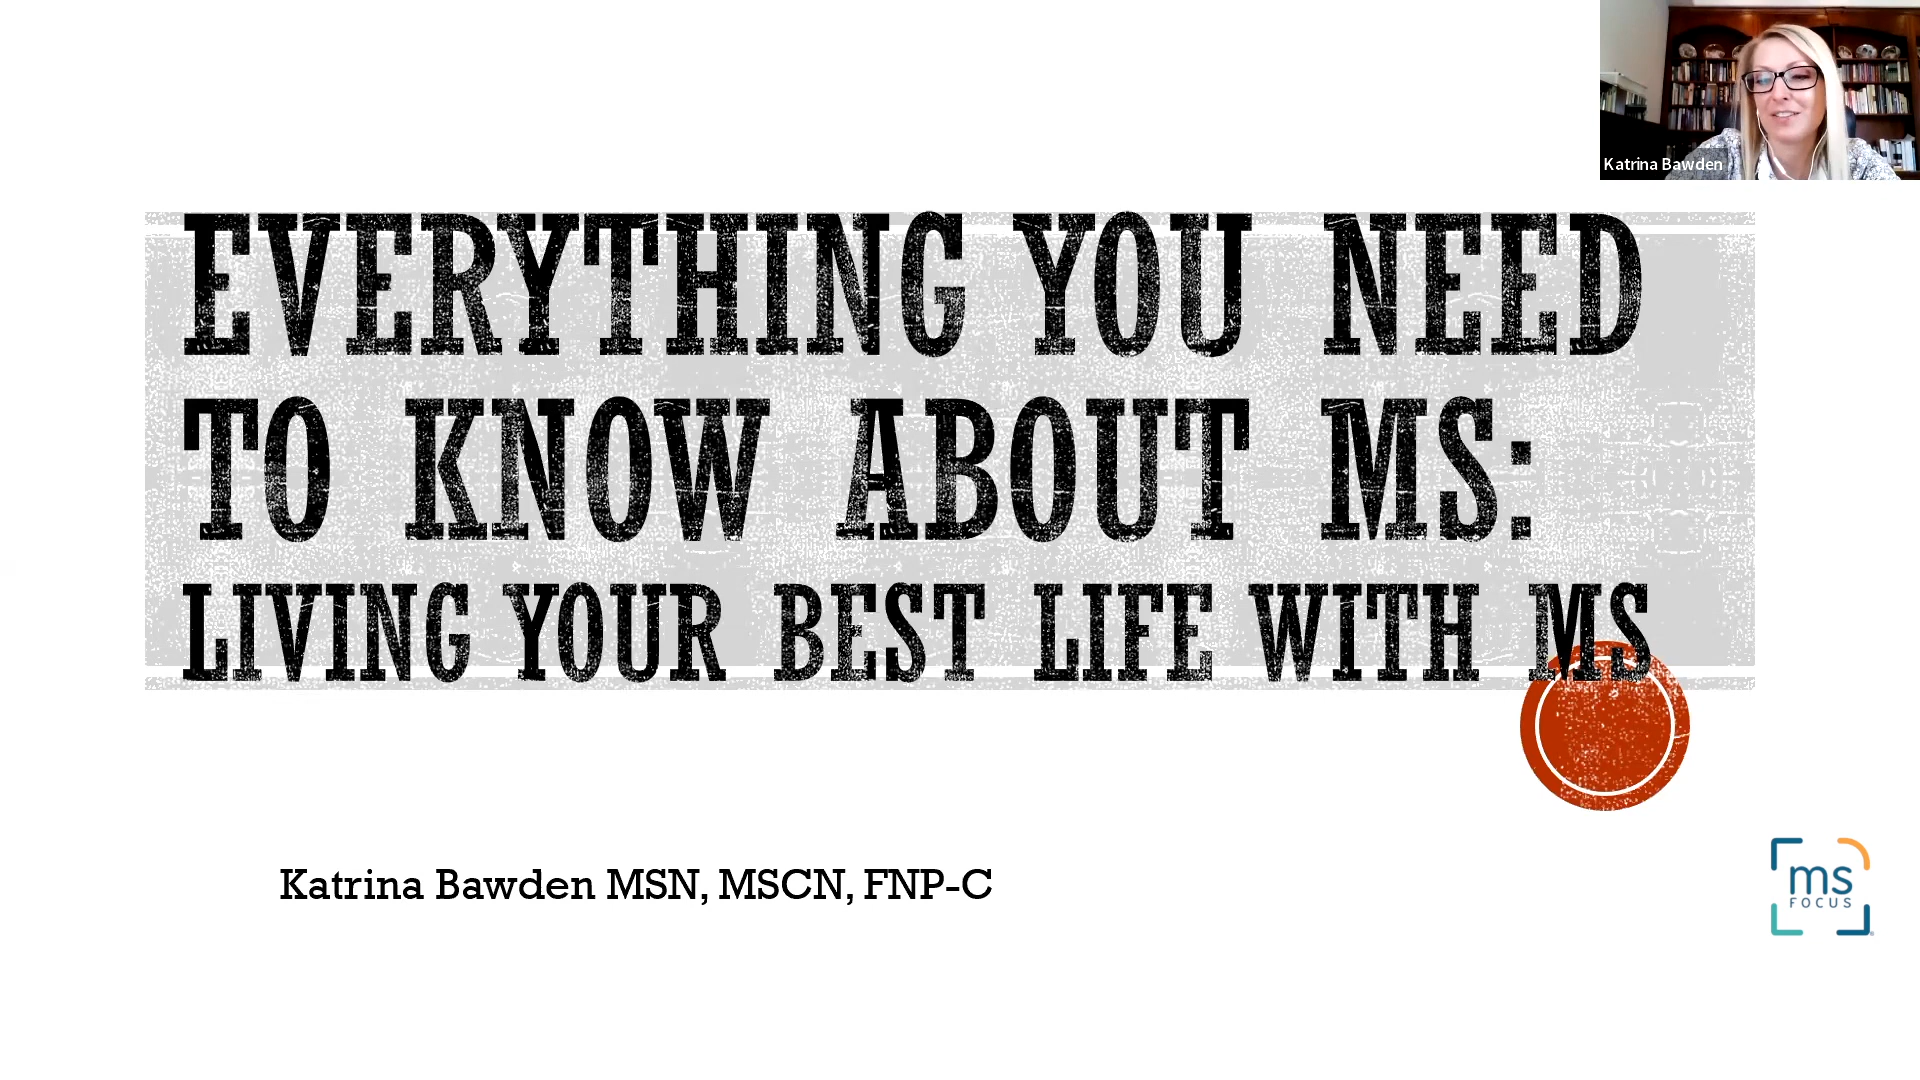 Katrina Bawden
EVERYTHING YOU NEED
TO KNOW ABOUT MS:
LIVING YOUR BEST LIFE WITH MS
Katrina Bawden MSN, MSCN, FNP-C
ms
FOCUS